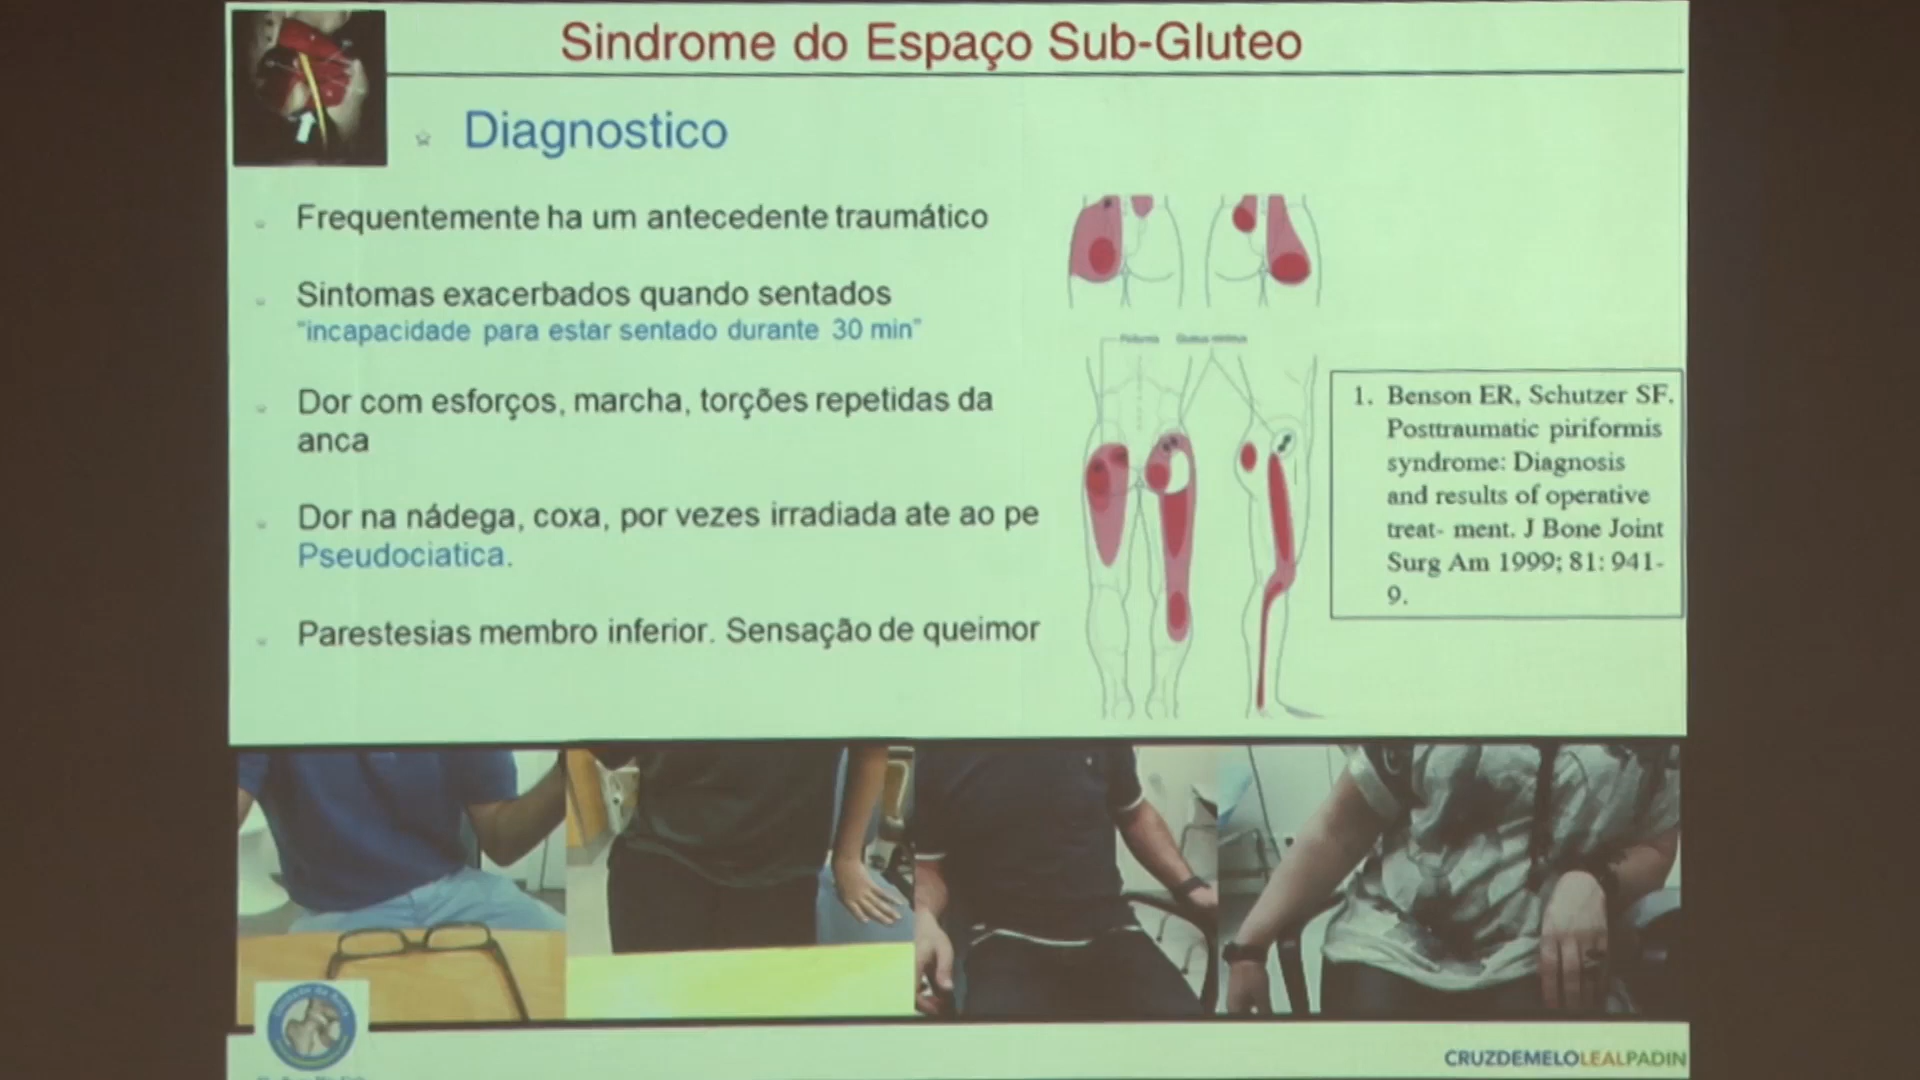 Sindrome do Espaço Sub-Gluteo
Diagnostico
Frequentemente ha um antecedente traumático
Sintomas exacerbados quando sentados
"incapacidade para estar sentado durante 30 min"
Dor com esforços, marcha, torções repetidas da
anca
Dor na nádega, coxa, por vezes irradiada ate ao pe
Pseudociatica.
Parestesias membro inferior. Sensação de queimor
Piriformis Gluteus minimus
1. Benson ER, Schutzer SF.
Posttraumatic piriformis
syndrome: Diagnosis
and results of operative
treat- ment. J Bone Joint
Surg Am 1999; 81: 941-
9.
CRUZDEMELOLEALPADIN